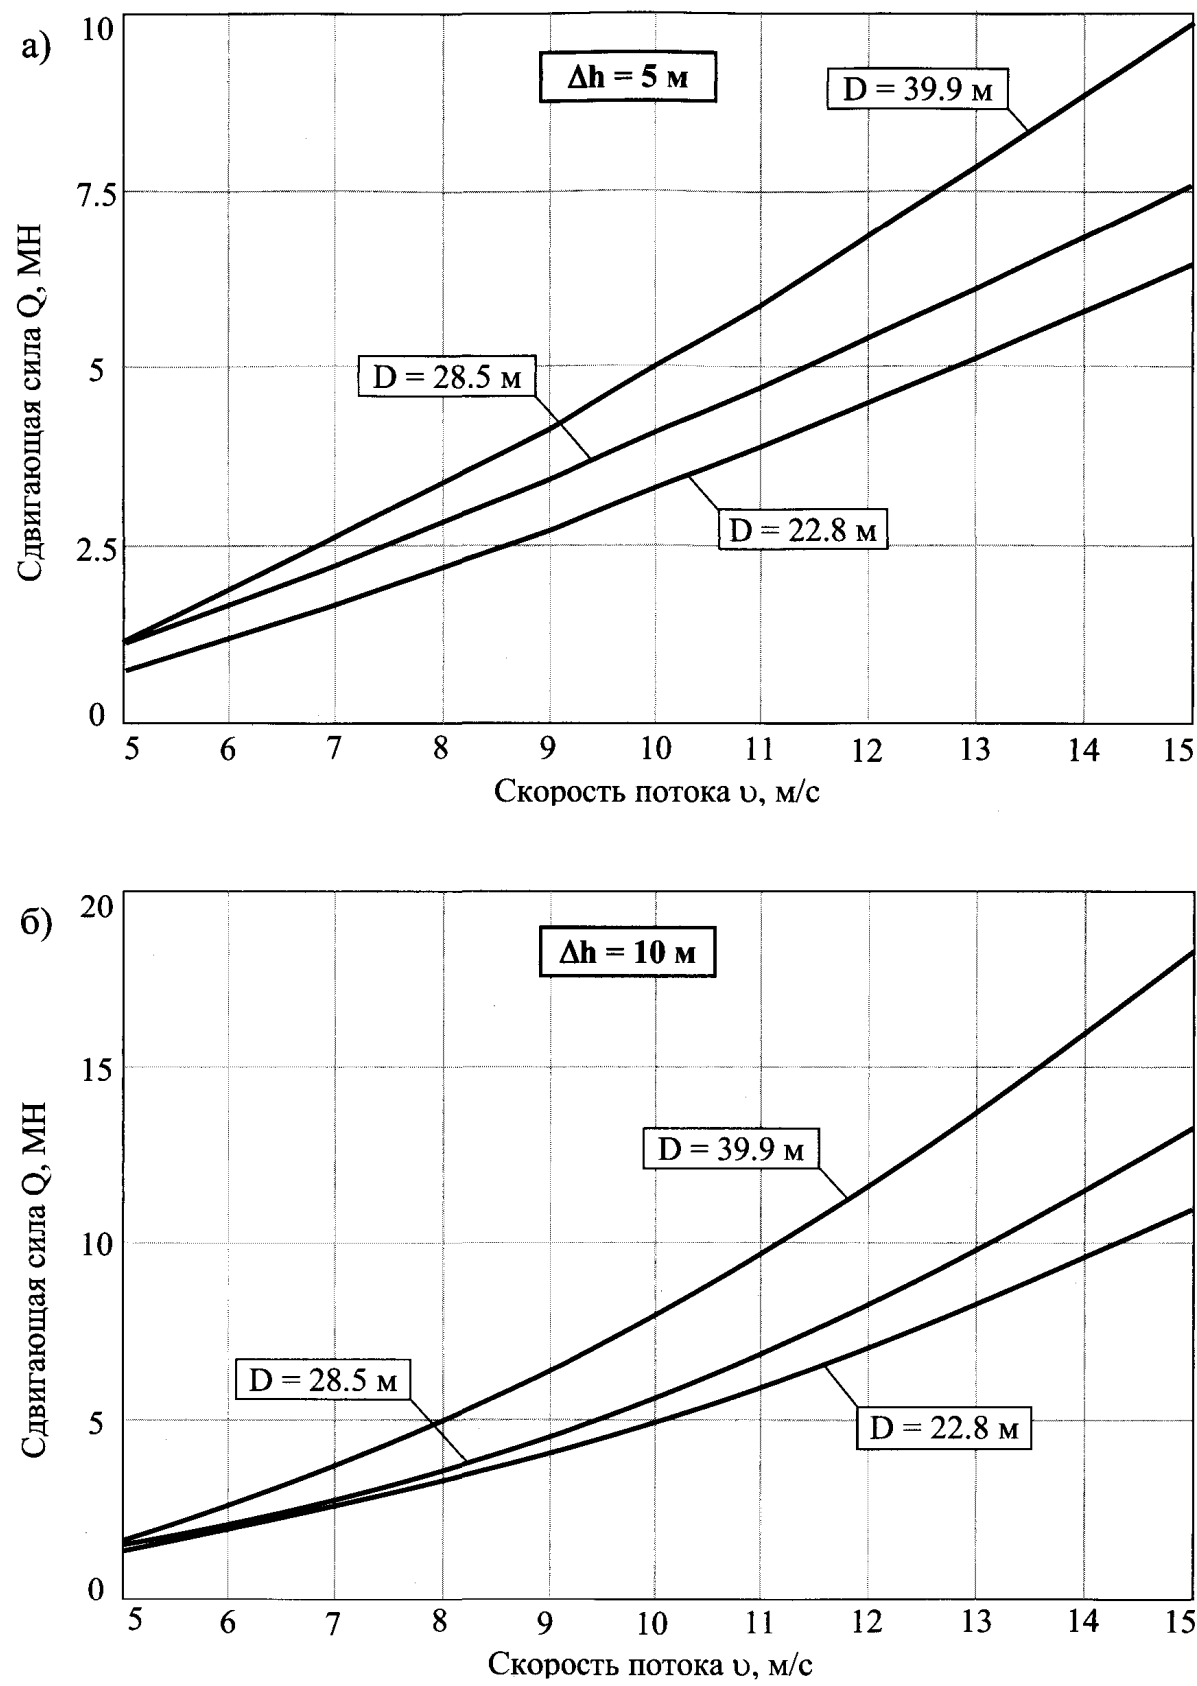 а)
Δh = 5 м
D = 39.9 м
D = 28.5 м
D = 22.8 м
Сдвигающая сила Q, МН
10
7.5
5
2.5
0
5 6 7 8 9 10 11 12 13 14 15
Скорость потока υ, м/с
б)
Δh = 10 м
D = 39.9 м
D = 28.5 м
D = 22.8 м
Сдвигающая сила Q, МН
20
15
10
5
0
5 6 7 8 9 10 11 12 13 14 15
Скорость потока υ, м/с